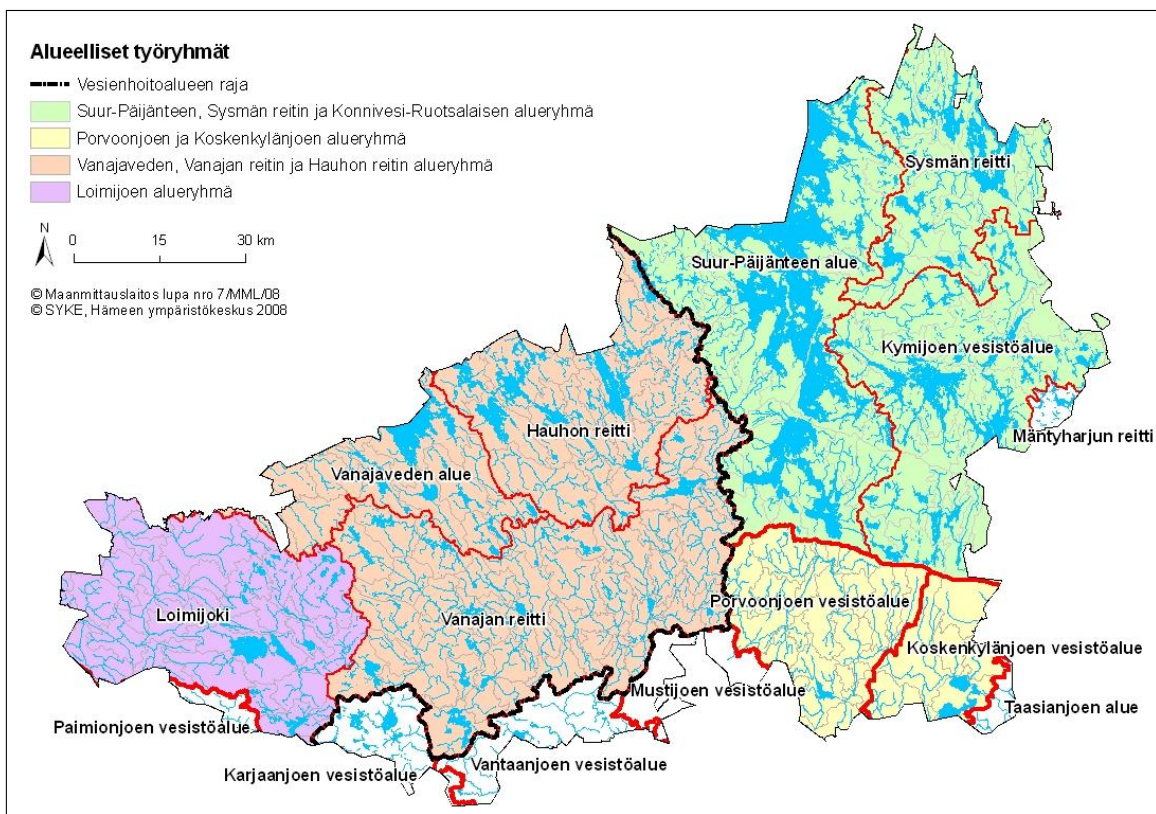 Alueelliset työryhmät
Vesienhoitoalueen raja
Suur-Päijänteen, Sysmän reitin ja Konnivesi-Ruotsalaisen alueryhmä
Porvoonjoen ja Koskenkylänjoen alueryhmä
Vanajaveden, Vanajan reitin ja Hauhon reitin alueryhmä
Loimijoen alueryhmä
N
0 15 30 km
© Maanmittauslaitos lupa nro 7/MML/08
© SYKE, Hämeen ympäristökeskus 2008
Sysmän reitti
Suur-Päijänteen alue
Kymijoen vesistöalue
Mäntyharjun reitti
Hauhon reitti
Vanajaveden alue
Loimijoki
Vanajan reitti
Porvoonjoen vesistöalue
Koskenkylänjoen vesistöalue
Mustijoen vesistöalue
Taasianjoen alue
Paimionjoen vesistöalue
Vantaanjoen vesistöalue
Karjaanjoen vesistöalue